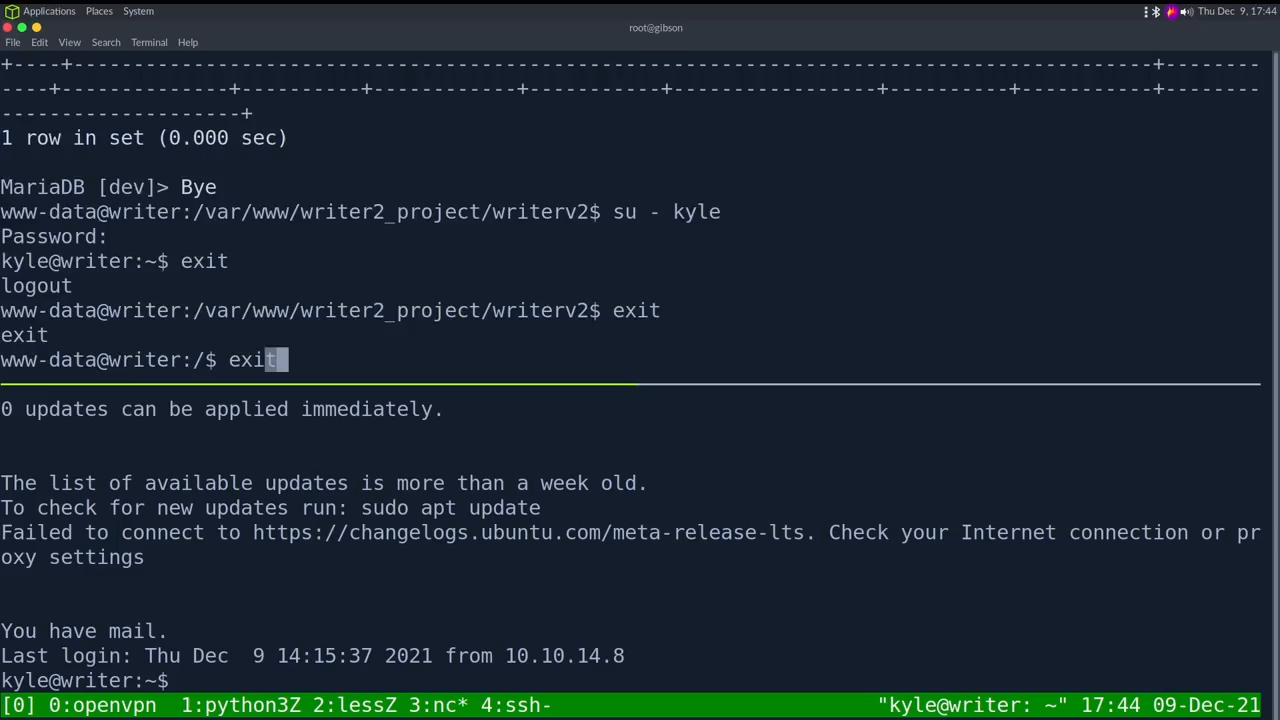 Applications Places System Thu Dec 9, 17:44
root@gibson
File Edit View Search Terminal Help
+----+------------------------------------------------------------------------------------------+--------
----+--------------+----------+------------+-----------+-----------------+----------+-----------+--------
--------------------+
1 row in set (0.000 sec)
MariaDB [dev]> Bye
www-data@writer:/var/www/writer2_project/writerv2$ su - kyle
Password:
kyle@writer:~$ exit
logout
www-data@writer:/var/www/writer2_project/writerv2$ exit
exit
www-data@writer:/$ exit
0 updates can be applied immediately.
The list of available updates is more than a week old.
To check for new updates run: sudo apt update
Failed to connect to https://changelogs.ubuntu.com/meta-release-lts. Check your Internet connection or pr
oxy settings
You have mail.
Last login: Thu Dec  9 14:15:37 2021 from 10.10.14.8
kyle@writer:~$
[0] 0:openvpn  1:python3Z 2:lessZ 3:nc* 4:ssh- "kyle@writer: ~" 17:44 09-Dec-21